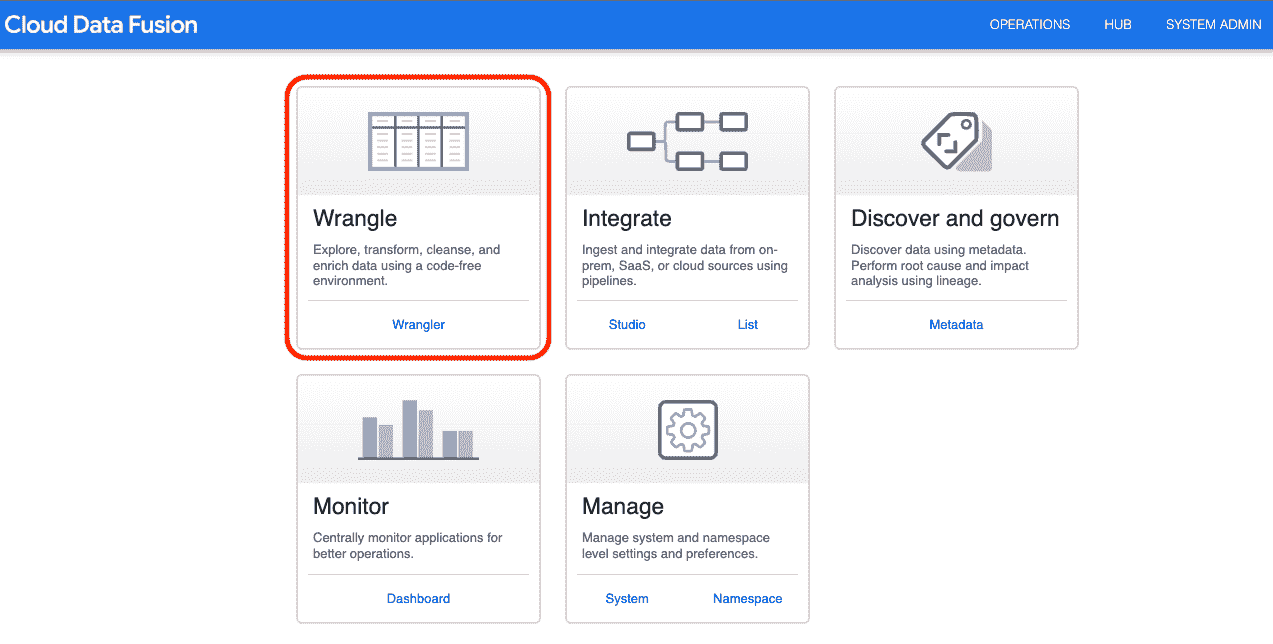 Cloud Data Fusion
OPERATIONS
HUB
SYSTEM ADMIN
Wrangle
Explore, transform, cleanse, and
enrich data using a code-free
environment.
Wrangler
Integrate
Ingest and integrate data from on-
prem, SaaS, or cloud sources using
pipelines.
Studio
List
Discover and govern
Discover data using metadata.
Perform root cause and impact
analysis using lineage.
Metadata
Monitor
Centrally monitor applications for
better operations.
Dashboard
Manage
Manage system and namespace
level settings and preferences.
System
Namespace